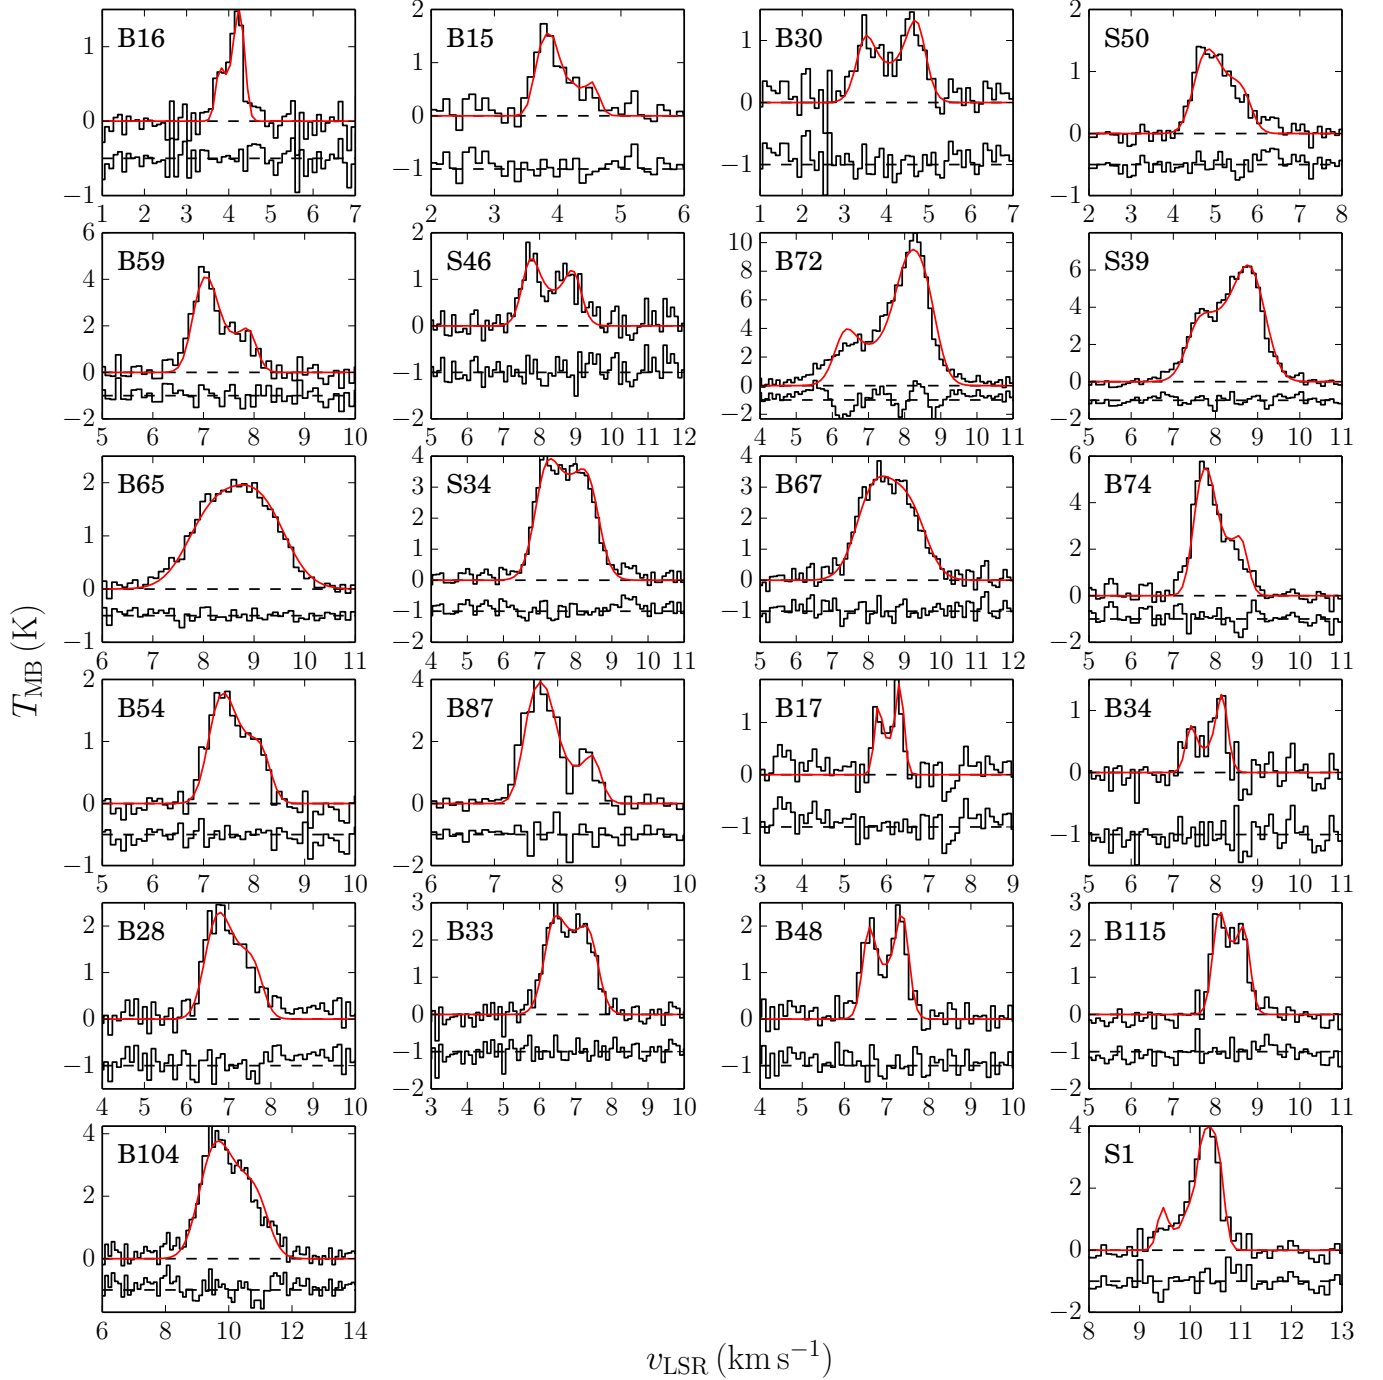 B16 B15 B30 S50
1 0 −1 2 1 0 −1 1 0 −1 2 1 0 −1
1 2 3 4 5 6 7 2 3 4 5 6 1 2 3 4 5 6 7 2 3 4 5 6 7 8
B59 S46 B72 S39
6 4 2 0 −2 2 1 0 −1 −2 10 8 6 4 2 0 −2 6 4 2 0 −2
5 6 7 8 9 10 5 6 7 8 9 10 11 12 4 5 6 7 8 9 10 11 5 6 7 8 9 10 11
B65 S34 B67 B74
2 1 0 −1 4 3 2 1 0 −1 −2 4 3 2 1 0 −1 −2 6 4 2 0 −2
6 7 8 9 10 11 4 5 6 7 8 9 10 11 5 6 7 8 9 10 11 12 5 6 7 8 9 10 11
B54 B87 B17 B34
2 1 0 −1 4 2 0 −2 1 0 −1 1 0 −1
5 6 7 8 9 10 6 7 8 9 10 3 4 5 6 7 8 9 5 6 7 8 9 10 11
B28 B33 B48 B115
2 1 0 −1 3 2 1 0 −1 −2 2 1 0 −1 3 2 1 0 −1 −2
4 5 6 7 8 9 10 3 4 5 6 7 8 9 10 4 5 6 7 8 9 10 5 6 7 8 9 10 11
B104 S1
4 2 0 4 2 0 −2
6 8 10 12 14 8 9 10 11 12 13
T_MB (K)
v_LSR (km s⁻¹)